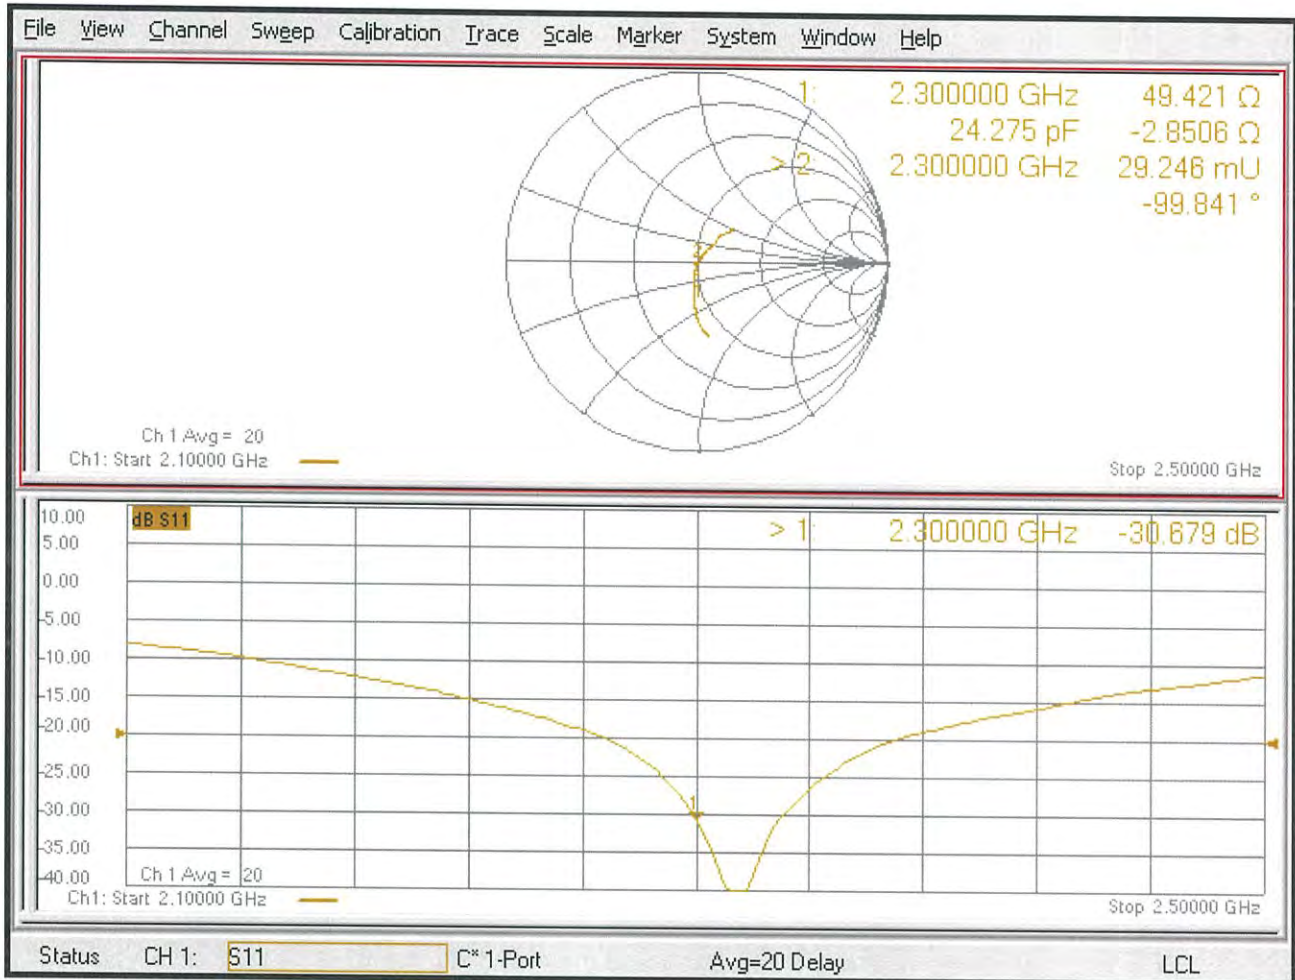 File View Channel Sweep Calibration Trace Scale Marker System Window Help
1: 2.300000 GHz 49.421 Ω
24.275 pF -2.8506 Ω
> 2: 2.300000 GHz 29.246 mU
-99.841 °
2
Ch 1 Avg = 20
Ch1: Start 2.10000 GHz
Stop 2.50000 GHz
10.00
dB S11
> 1: 2.300000 GHz -30.679 dB
5.00
0.00
-5.00
-10.00
-15.00
-20.00
-25.00
-30.00
1
-35.00
-40.00
Ch 1 Avg = 20
Ch1: Start 2.10000 GHz
Stop 2.50000 GHz
Status CH 1: S11 C* 1-Port Avg=20 Delay LCL